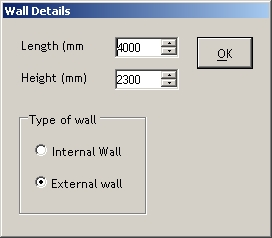 Wall Details
Length (mm 4000
OK
Height (mm) 2300
Type of wall
Internal Wall
External wall